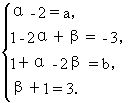 α-2=a,
1-2α+β=-3,
1+α-2β=b,
β+1=3.